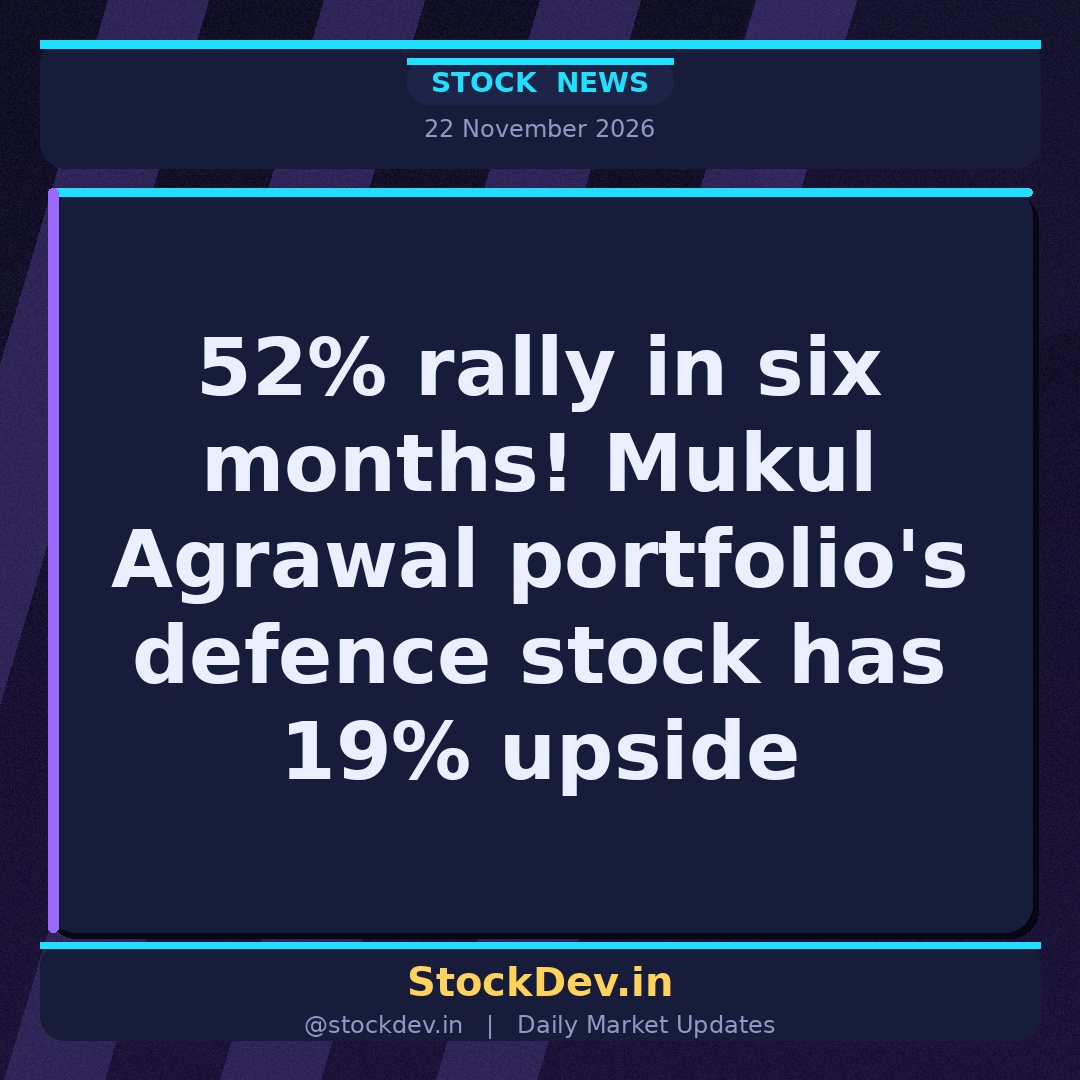 STOCK NEWS
22 November 2026
52% rally in six
months! Mukul
Agrawal portfolio's
defence stock has
19% upside
StockDev.in
@stockdev.in | Daily Market Updates